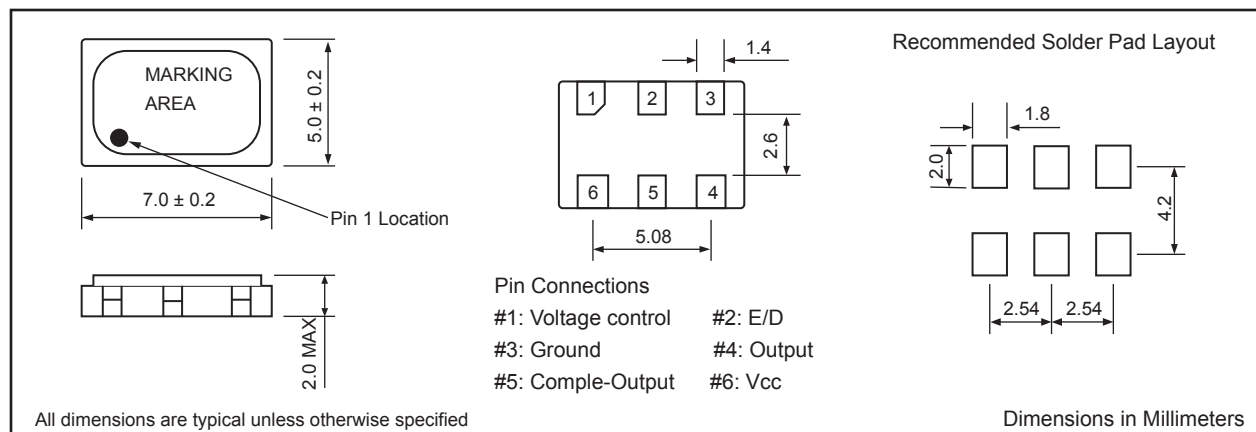 MARKING
AREA
5.0 ± 0.2
7.0 ± 0.2
Pin 1 Location
2.0 MAX
All dimensions are typical unless otherwise specified
1.4
1 2 3
2.6
6 5 4
5.08
Pin Connections
#1: Voltage control #2: E/D
#3: Ground #4: Output
#5: Comple-Output #6: Vcc
Recommended Solder Pad Layout
1.8
2.0
4.2
2.54 2.54
Dimensions in Millimeters